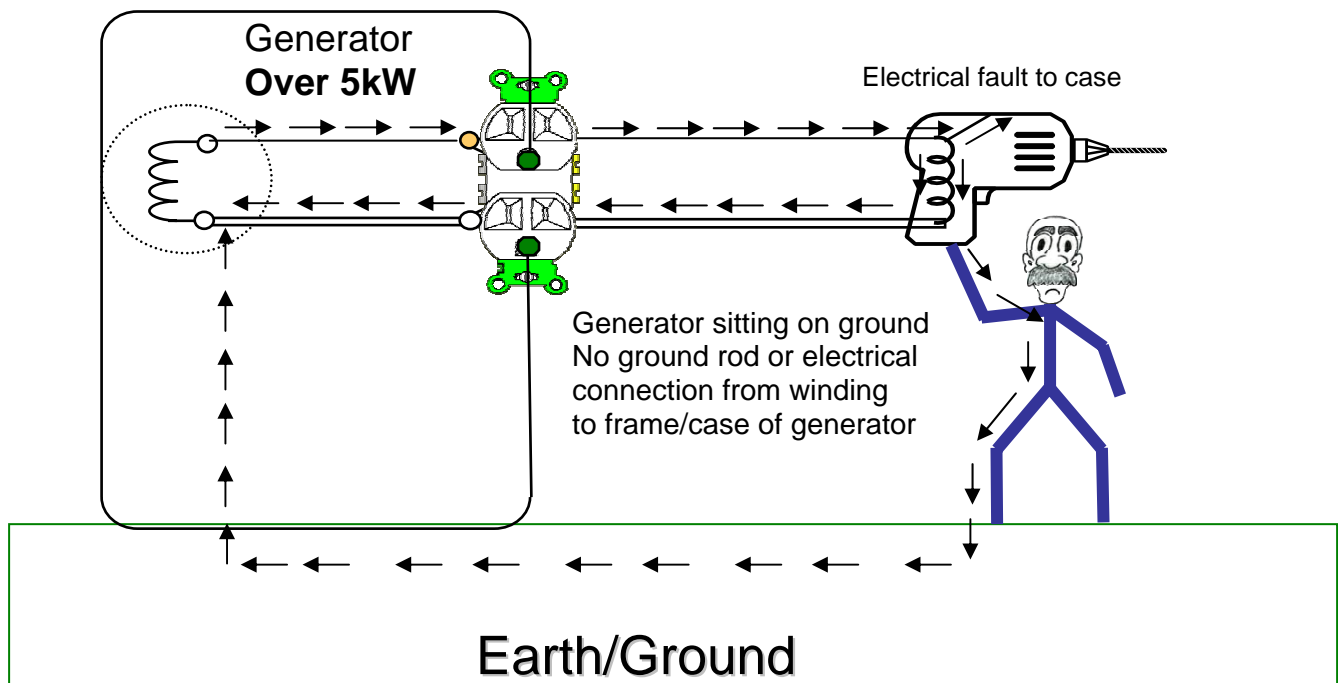 Generator
Over 5kW
Electrical fault to case
Generator sitting on ground
No ground rod or electrical
connection from winding
to frame/case of generator
Earth/Ground